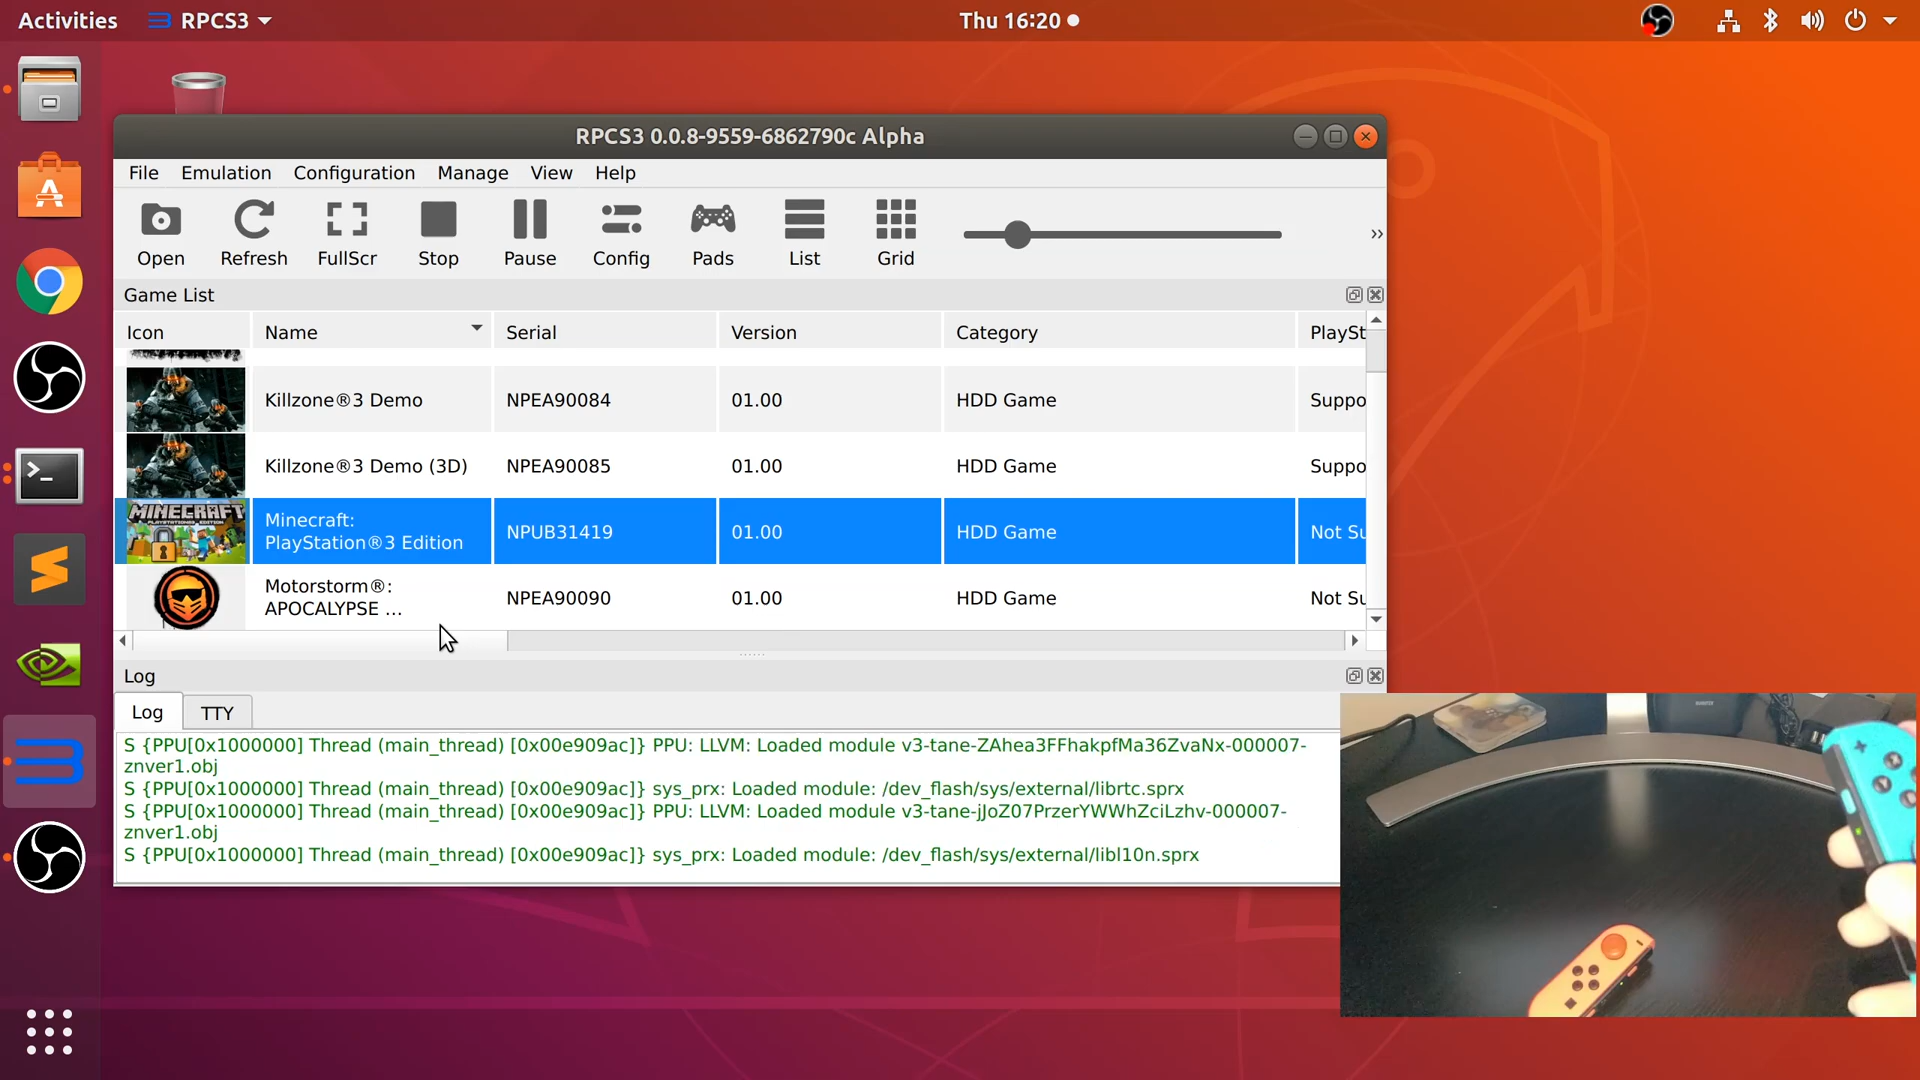 Activities
RPCS3
Thu 16:20
RPCS3 0.0.8-9559-6862790c Alpha
File Emulation Configuration Manage View Help
Open Refresh FullScr Stop Pause Config Pads List Grid »
Game List
Icon Name Serial Version Category PlaySt
Killzone®3 Demo NPEA90084 01.00 HDD Game Suppo
Killzone®3 Demo (3D) NPEA90085 01.00 HDD Game Suppo
MINECRAFT
Minecraft:
PlayStation®3 Edition NPUB31419 01.00 HDD Game Not Su
Motorstorm®:
APOCALYPSE ... NPEA90090 01.00 HDD Game Not Su
Log
Log TTY
S {PPU[0x1000000] Thread (main_thread) [0x00e909ac]} PPU: LLVM: Loaded module v3-tane-ZAhea3FFhakpfMa36ZvaNx-000007-
znver1.obj
S {PPU[0x1000000] Thread (main_thread) [0x00e909ac]} sys_prx: Loaded module: /dev_flash/sys/external/librtc.sprx
S {PPU[0x1000000] Thread (main_thread) [0x00e909ac]} PPU: LLVM: Loaded module v3-tane-jJoZ07PrzerYWWhZciLzhv-000007-
znver1.obj
S {PPU[0x1000000] Thread (main_thread) [0x00e909ac]} sys_prx: Loaded module: /dev_flash/sys/external/libl10n.sprx